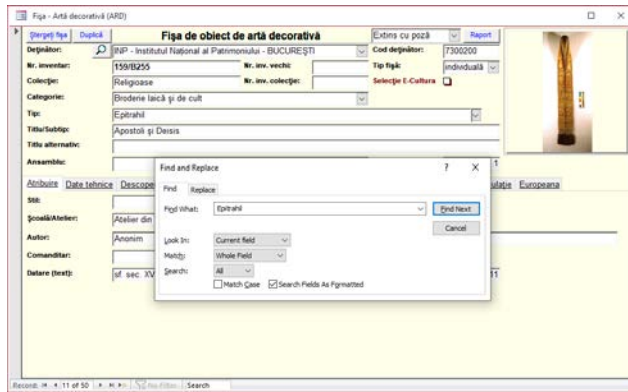 Fișa - Artă decorativă (ARD)
Ștergeți fișa Duplică Fișa de obiect de artă decorativă Extins cu poză Raport
Deținător: INP - Institutul Național al Patrimoniului - BUCUREȘTI Cod deținător: 7300200
Nr. inventar: 159/B255 Nr. inv. vechi: Tip fișă: individuală
Colecție: Religioase Nr. inv. colecție: Selecție E-Cultura
Categorie: Broderie laică și de cult
Tip: Epitrahil
Titlu/Subtip: Apostoli și Deisis
Titlu alternativ:
Ansamblu: 1
Find and Replace ? X
Atribuire Date tehnice Descope Find Replace ulație Europeana
Stil:
Find What: Epitrahil Find Next
Școală/Atelier: Atelier din Cancel
Autor: Anonim Look In: Current field
Comanditar: Match: Whole Field
Datare (text): sf. sec. XV Search: All 11
Match Case Search Fields As Formatted
Record: 11 of 50 No Filter Search